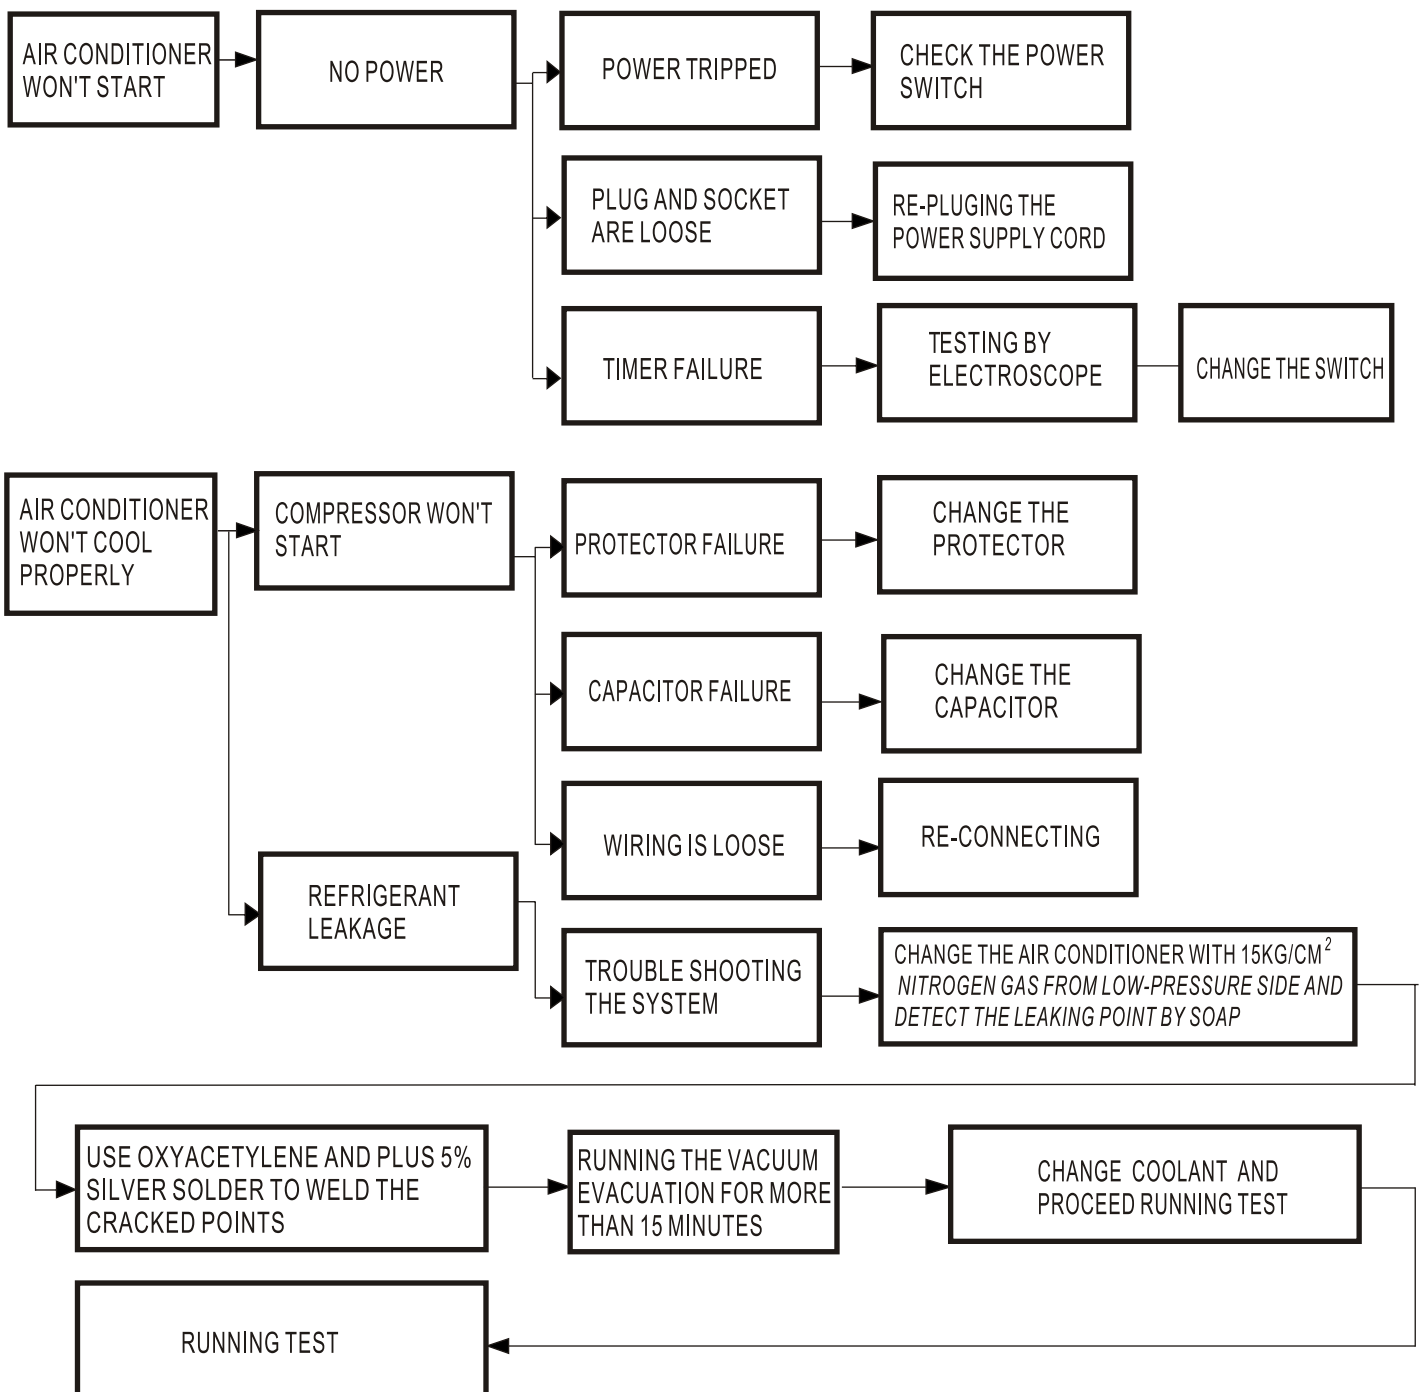 AIR CONDITIONER
WON'T START
NO POWER
POWER TRIPPED
CHECK THE POWER
SWITCH
PLUG AND SOCKET
ARE LOOSE
RE-PLUGING THE
POWER SUPPLY CORD
TIMER FAILURE
TESTING BY
ELECTROSCOPE
CHANGE THE SWITCH
AIR CONDITIONER
WON'T COOL
PROPERLY
COMPRESSOR WON'T
START
PROTECTOR FAILURE
CHANGE THE
PROTECTOR
CAPACITOR FAILURE
CHANGE THE
CAPACITOR
WIRING IS LOOSE
RE-CONNECTING
REFRIGERANT
LEAKAGE
TROUBLE SHOOTING
THE SYSTEM
CHANGE THE AIR CONDITIONER WITH 15KG/CM²
NITROGEN GAS FROM LOW-PRESSURE SIDE AND
DETECT THE LEAKING POINT BY SOAP
USE OXYACETYLENE AND PLUS 5%
SILVER SOLDER TO WELD THE
CRACKED POINTS
RUNNING THE VACUUM
EVACUATION FOR MORE
THAN 15 MINUTES
CHANGE COOLANT AND
PROCEED RUNNING TEST
RUNNING TEST